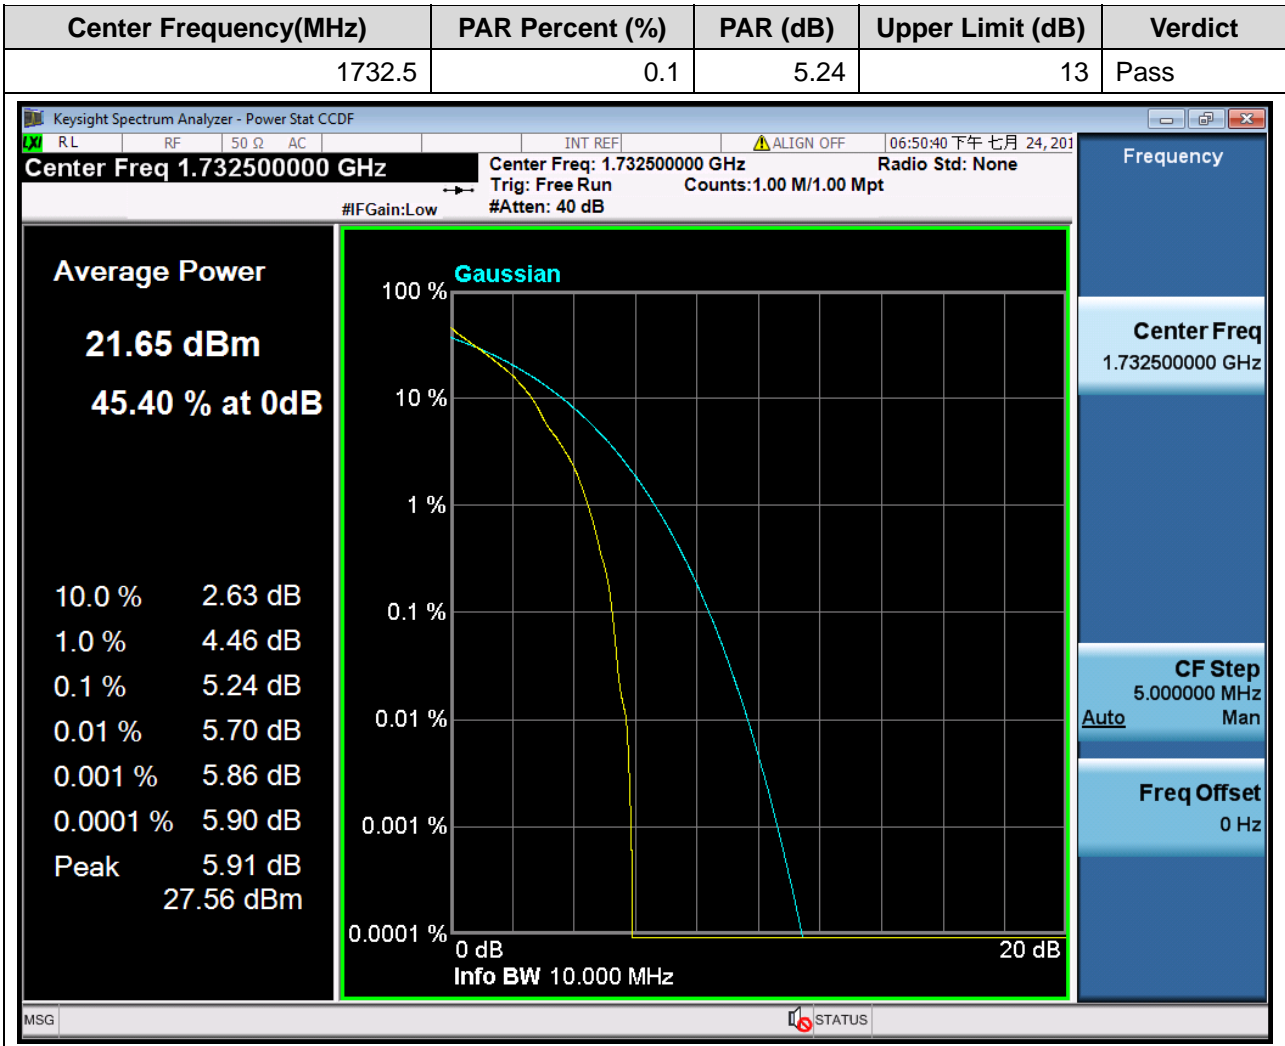 Center Frequency(MHz) PAR Percent (%) PAR (dB) Upper Limit (dB) Verdict
1732.5 0.1 5.24 13 Pass
Keysight Spectrum Analyzer - Power Stat CCDF
LXI RL RF 50 Ω AC INT REF ALIGN OFF 06:50:40 下午 七月 24, 201
Center Freq 1.732500000 GHz
Center Freq: 1.732500000 GHz Radio Std: None
Trig: Free Run Counts:1.00 M/1.00 Mpt
#IFGain:Low #Atten: 40 dB
Average Power
21.65 dBm
45.40 % at 0dB
10.0 % 2.63 dB
1.0 % 4.46 dB
0.1 % 5.24 dB
0.01 % 5.70 dB
0.001 % 5.86 dB
0.0001 % 5.90 dB
Peak 5.91 dB
27.56 dBm
Gaussian
100 %
10 %
1 %
0.1 %
0.01 %
0.001 %
0.0001 %
0 dB 20 dB
Info BW 10.000 MHz
Frequency
Center Freq
1.732500000 GHz
CF Step
5.000000 MHz
Auto Man
Freq Offset
0 Hz
MSG STATUS